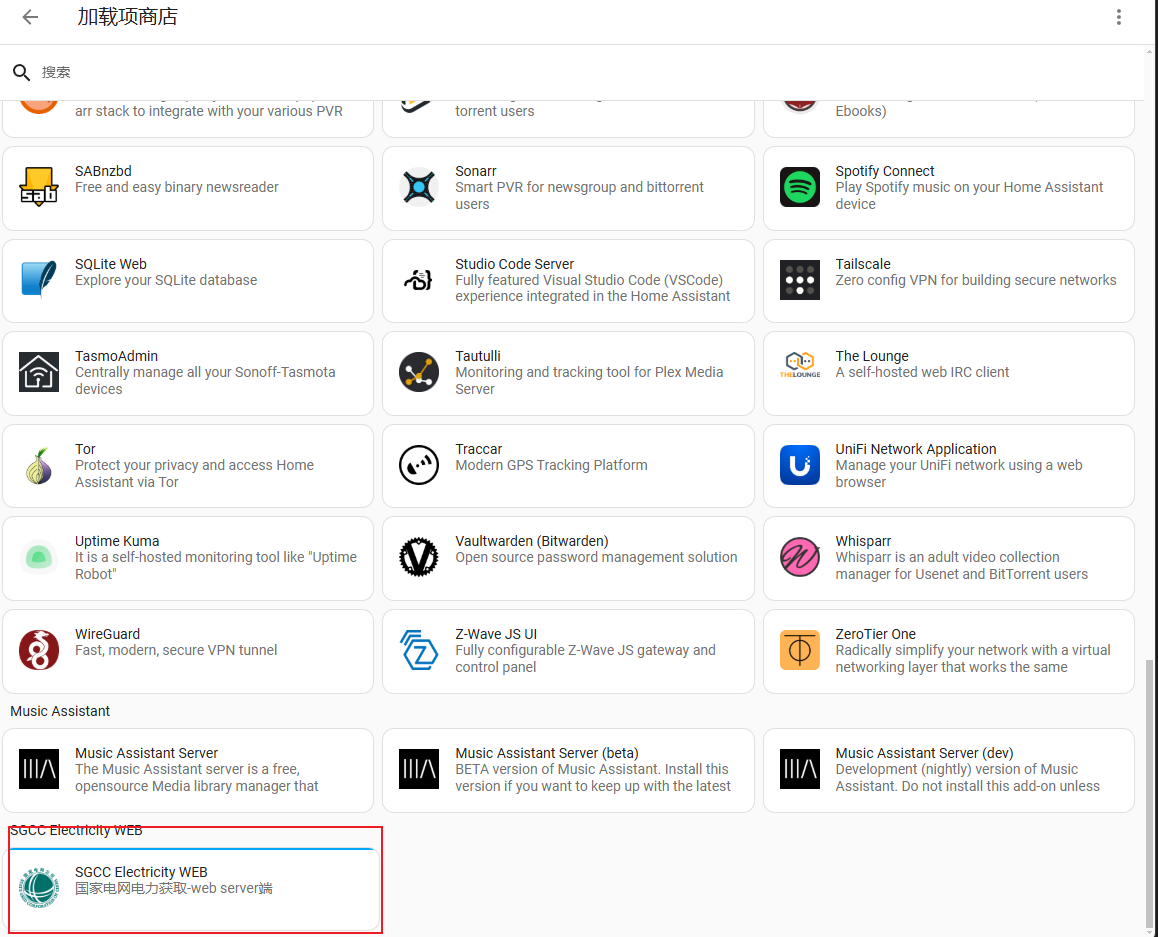 加载项商店
搜索
arr stack to integrate with your various PVR
torrent users
Ebooks)
SABnzbd
Free and easy binary newsreader
Sonarr
Smart PVR for newsgroup and bittorrent
users
Spotify Connect
Play Spotify music on your Home Assistant
device
SQLite Web
Explore your SQLite database
Studio Code Server
Fully featured Visual Studio Code (VSCode)
experience integrated in the Home Assistant
Tailscale
Zero config VPN for building secure networks
TasmoAdmin
Centrally manage all your Sonoff-Tasmota
devices
Tautulli
Monitoring and tracking tool for Plex Media
Server
THELOUNGE
The Lounge
A self-hosted web IRC client
Tor
Protect your privacy and access Home
Assistant via Tor
Traccar
Modern GPS Tracking Platform
UniFi Network Application
Manage your UniFi network using a web
browser
Uptime Kuma
It is a self-hosted monitoring tool like "Uptime
Robot"
Vaultwarden (Bitwarden)
Open source password management solution
Whisparr
Whisparr is an adult video collection
manager for Usenet and BitTorrent users
WireGuard
Fast, modern, secure VPN tunnel
Z-Wave JS UI
Fully configurable Z-Wave JS gateway and
control panel
ZeroTier One
Radically simplify your network with a virtual
networking layer that works the same
Music Assistant
Music Assistant Server
The Music Assistant server is a free,
opensource Media library manager that
Music Assistant Server (beta)
BETA version of Music Assistant. Install this
version if you want to keep up with the latest
Music Assistant Server (dev)
Development (nightly) version of Music
Assistant. Do not install this add-on unless
SGCC Electricity WEB
SGCC Electricity WEB
国家电网电力获取-web server端